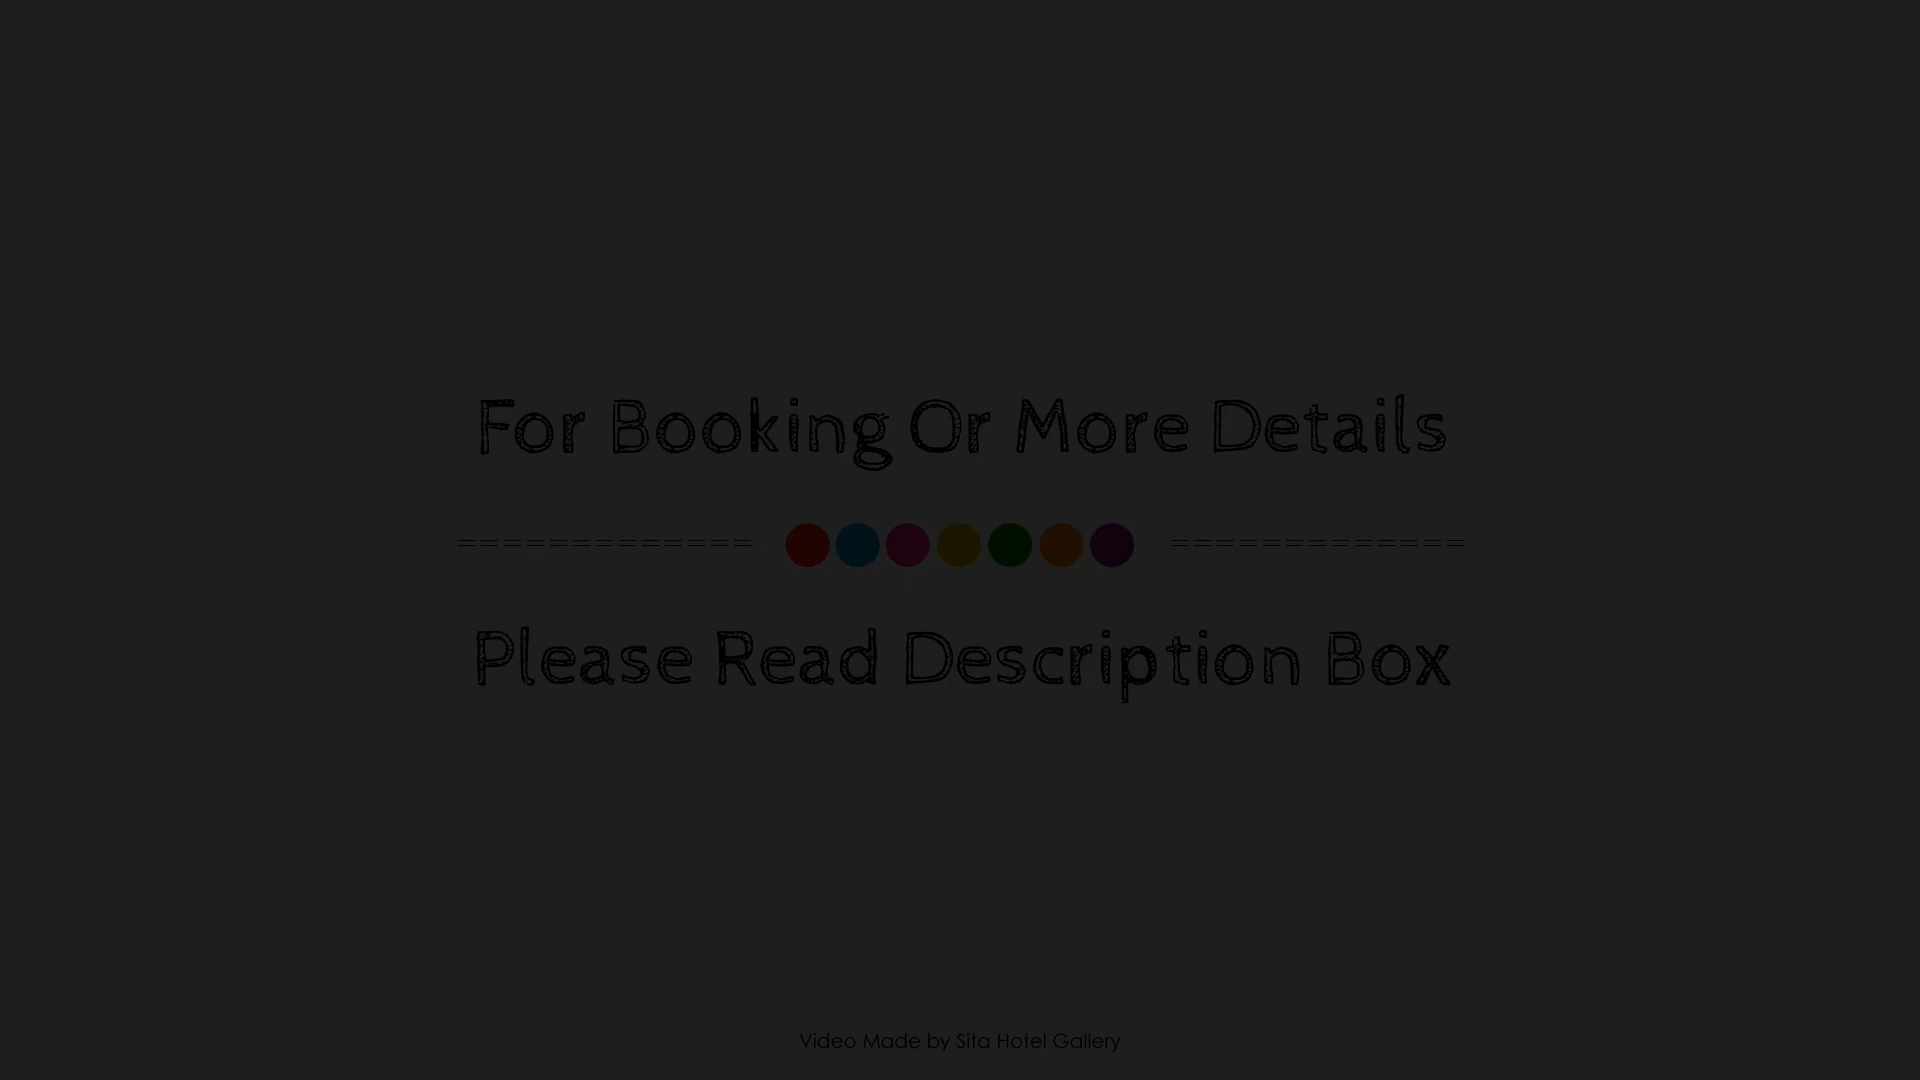 For Booking Or More Details
============= =============
Please Read Description Box
Video Made by Sita Hotel Gallery